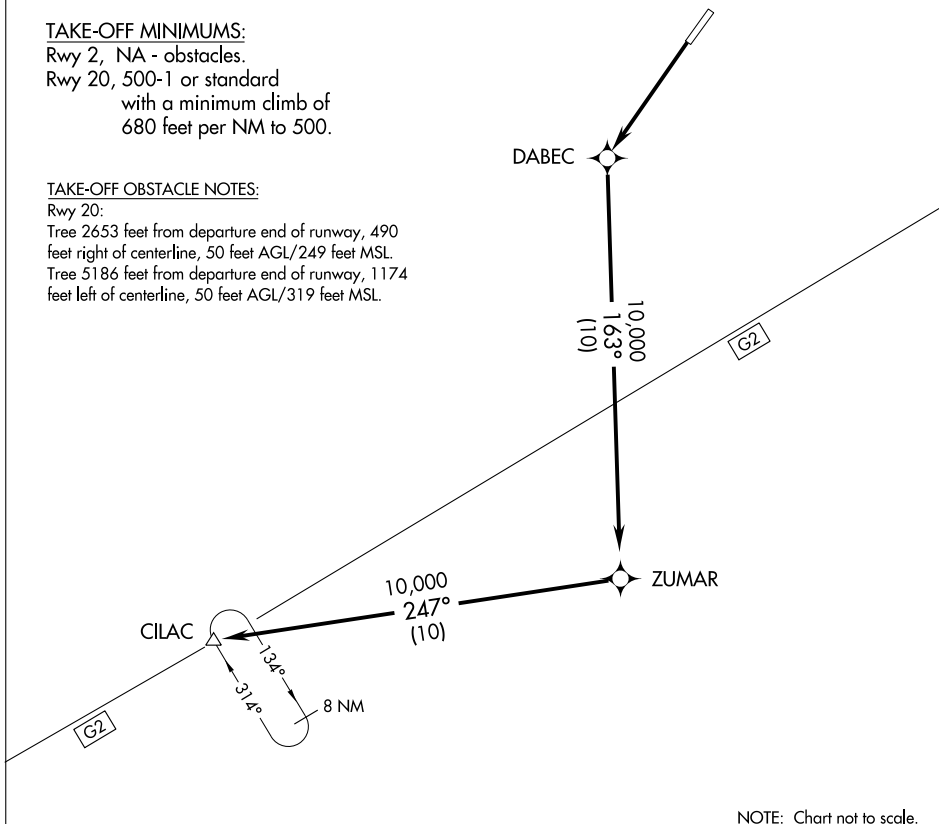 TAKE-OFF MINIMUMS:
Rwy 2, NA - obstacles.
Rwy 20, 500-1 or standard
with a minimum climb of
680 feet per NM to 500.
TAKE-OFF OBSTACLE NOTES:
Rwy 20:
Tree 2653 feet from departure end of runway, 490
feet right of centerline, 50 feet AGL/249 feet MSL.
Tree 5186 feet from departure end of runway, 1174
feet left of centerline, 50 feet AGL/319 feet MSL.
DABEC
10,000
163°
(10)
G2
ZUMAR
10,000
247°
(10)
CILAC
134°
314°
8 NM
G2
NOTE: Chart not to scale.